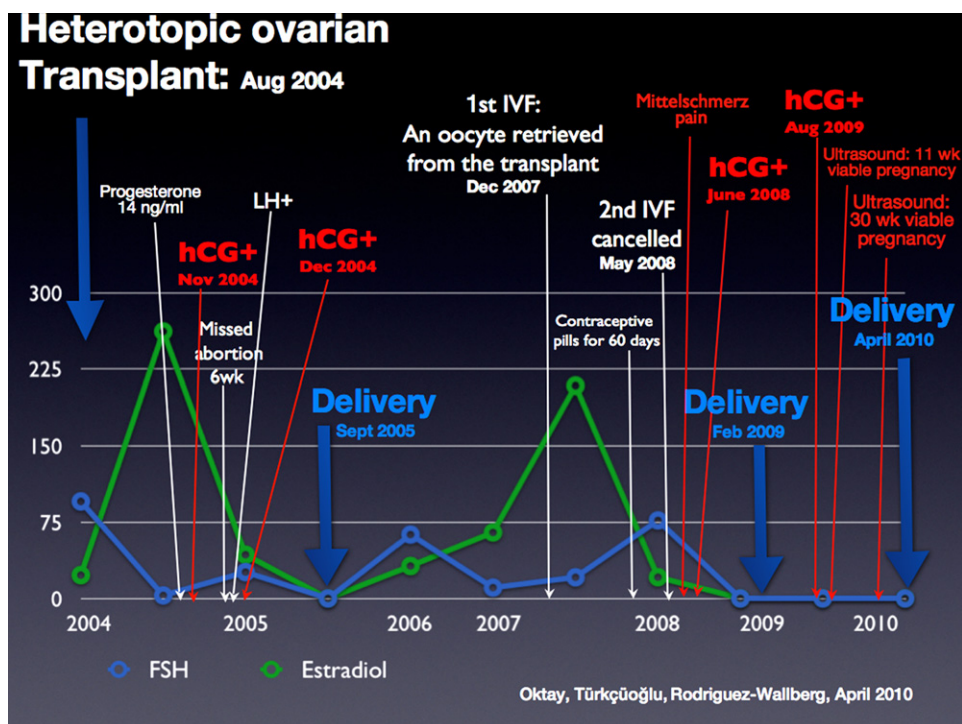 Heterotopic ovarian
Transplant: Aug 2004
Progesterone
14 ng/ml
hCG+
Nov 2004
LH+
hCG+
Dec 2004
Missed
abortion
6wk
Delivery
Sept 2005
1st IVF:
An oocyte retrieved
from the transplant
Dec 2007
2nd IVF
cancelled
May 2008
Contraceptive
pills for 60 days
Mittelschmerz
pain
hCG+
June 2008
hCG+
Aug 2009
Ultrasound: 11 wk
viable pregnancy
Ultrasound:
30 wk viable
pregnancy
Delivery
Feb 2009
Delivery
April 2010
300
225
150
75
0
2004 2005 2006 2007 2008 2009 2010
FSH Estradiol
Oktay, Türkçüoğlu, Rodriguez-Wallberg, April 2010